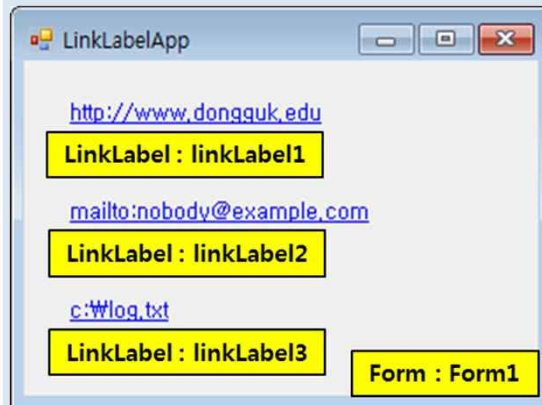 LinkLabelApp
http://www.dongguk.edu
LinkLabel : linkLabel1
mailto:nobody@example.com
LinkLabel : linkLabel2
c:₩log.txt
LinkLabel : linkLabel3
Form : Form1